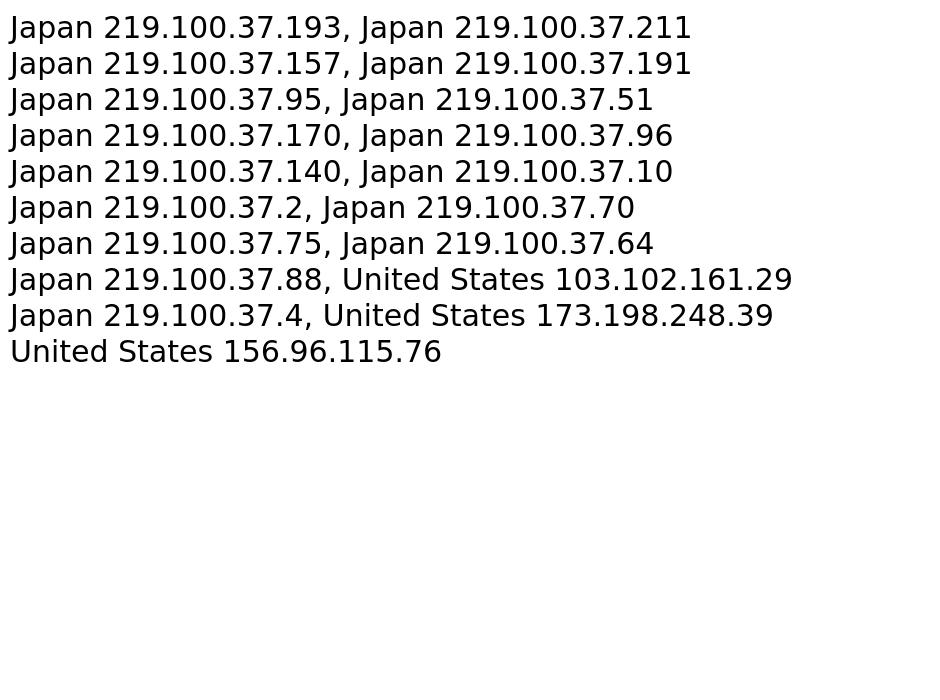 Japan 219.100.37.193, Japan 219.100.37.211
Japan 219.100.37.157, Japan 219.100.37.191
Japan 219.100.37.95, Japan 219.100.37.51
Japan 219.100.37.170, Japan 219.100.37.96
Japan 219.100.37.140, Japan 219.100.37.10
Japan 219.100.37.2, Japan 219.100.37.70
Japan 219.100.37.75, Japan 219.100.37.64
Japan 219.100.37.88, United States 103.102.161.29
Japan 219.100.37.4, United States 173.198.248.39
United States 156.96.115.76